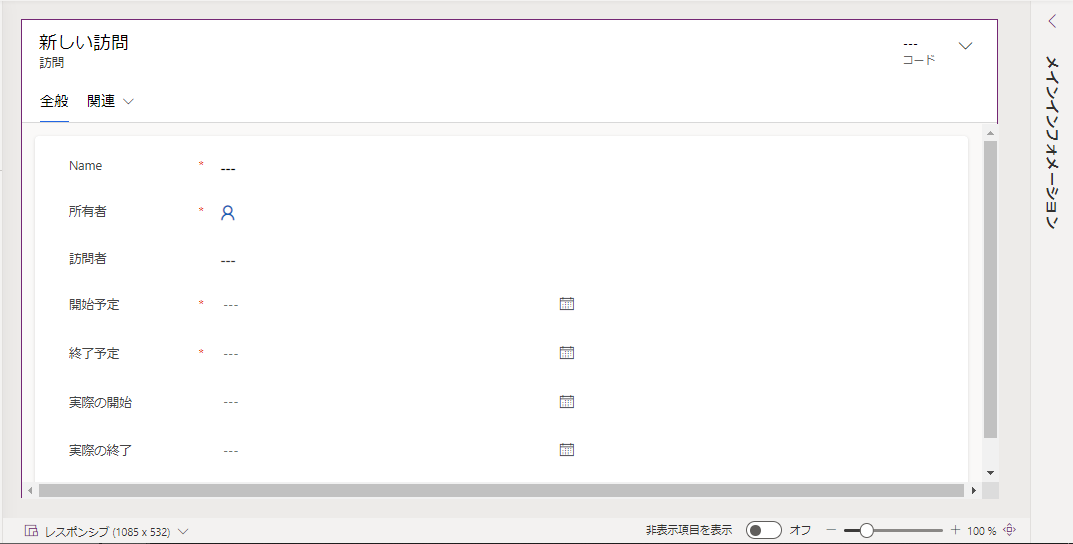 新しい訪問
訪問
---
コード
全般 関連
Name * ---
所有者 *
訪問者 ---
開始予定 * ---
終了予定 * ---
実際の開始 ---
実際の終了 ---
メインインフォメーション
レスポンシブ (1085 x 532)
非表示項目を表示 オフ 100 %